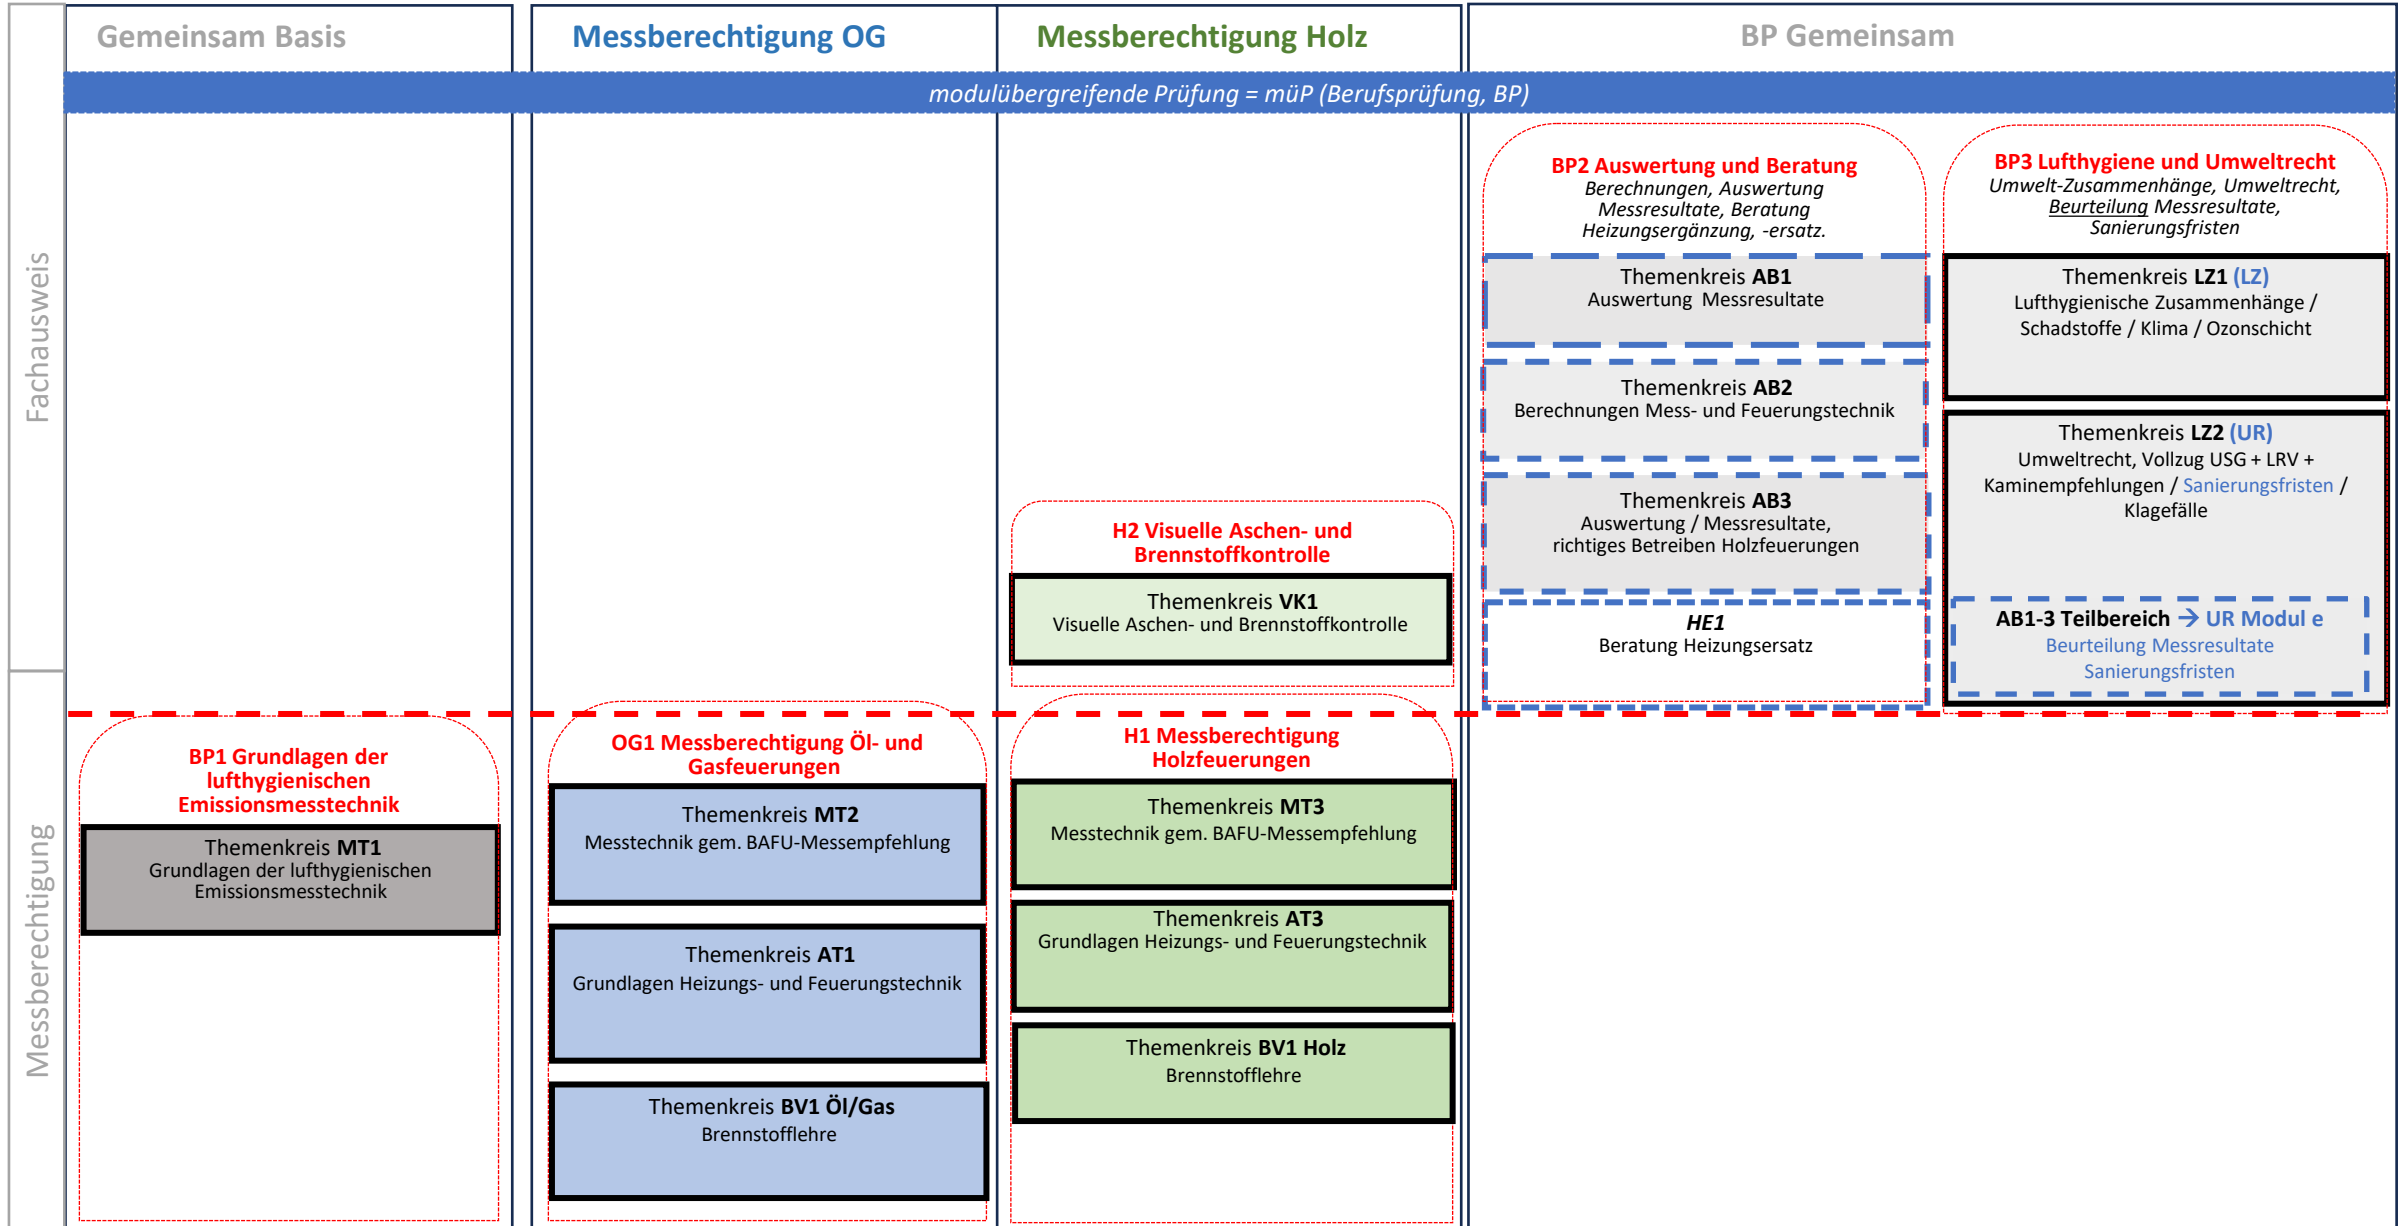 Gemeinsam Basis
Messberechtigung OG
Messberechtigung Holz
BP Gemeinsam
modulübergreifende Prüfung = müP (Berufsprüfung, BP)
Fachausweis
Messberechtigung
BP1 Grundlagen der
lufthygienischen
Emissionsmesstechnik
Themenkreis MT1
Grundlagen der lufthygienischen
Emissionsmesstechnik
OG1 Messberechtigung Öl- und
Gasfeuerungen
Themenkreis MT2
Messtechnik gem. BAFU-Messempfehlung
Themenkreis AT1
Grundlagen Heizungs- und Feuerungstechnik
Themenkreis BV1 Öl/Gas
Brennstofflehre
H2 Visuelle Aschen- und
Brennstoffkontrolle
Themenkreis VK1
Visuelle Aschen- und Brennstoffkontrolle
H1 Messberechtigung
Holzfeuerungen
Themenkreis MT3
Messtechnik gem. BAFU-Messempfehlung
Themenkreis AT3
Grundlagen Heizungs- und Feuerungstechnik
Themenkreis BV1 Holz
Brennstofflehre
BP2 Auswertung und Beratung
Berechnungen, Auswertung
Messresultate, Beratung
Heizungsergänzung, -ersatz.
Themenkreis AB1
Auswertung Messresultate
Themenkreis AB2
Berechnungen Mess- und Feuerungstechnik
Themenkreis AB3
Auswertung / Messresultate,
richtiges Betreiben Holzfeuerungen
HE1
Beratung Heizungsersatz
BP3 Lufthygiene und Umweltrecht
Umwelt-Zusammenhänge, Umweltrecht,
Beurteilung Messresultate,
Sanierungsfristen
Themenkreis LZ1 (LZ)
Lufthygienische Zusammenhänge /
Schadstoffe / Klima / Ozonschicht
Themenkreis LZ2 (UR)
Umweltrecht, Vollzug USG + LRV +
Kaminempfehlungen / Sanierungsfristen /
Klagefälle
AB1-3 Teilbereich → UR Modul e
Beurteilung Messresultate
Sanierungsfristen